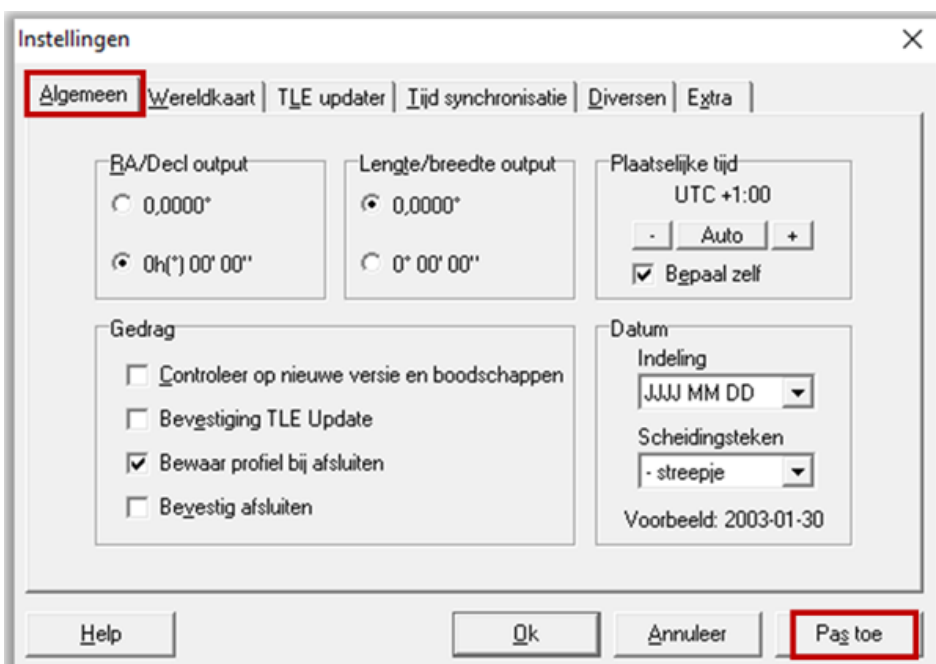 Instellingen
Algemeen
Wereldkaart
TLE updater
Tijd synchronisatie
Diversen
Extra
RA/Decl output
0,0000°
0h(°) 00' 00''
Lengte/breedte output
0,0000°
0° 00' 00''
Plaatselijke tijd
UTC +1:00
- Auto +
Bepaal zelf
Gedrag
Controleer op nieuwe versie en boodschappen
Bevestiging TLE Update
Bewaar profiel bij afsluiten
Bevestig afsluiten
Datum
Indeling
JJJJ MM DD
Scheidingsteken
- streepje
Voorbeeld: 2003-01-30
Help
Ok
Annuleer
Pas toe